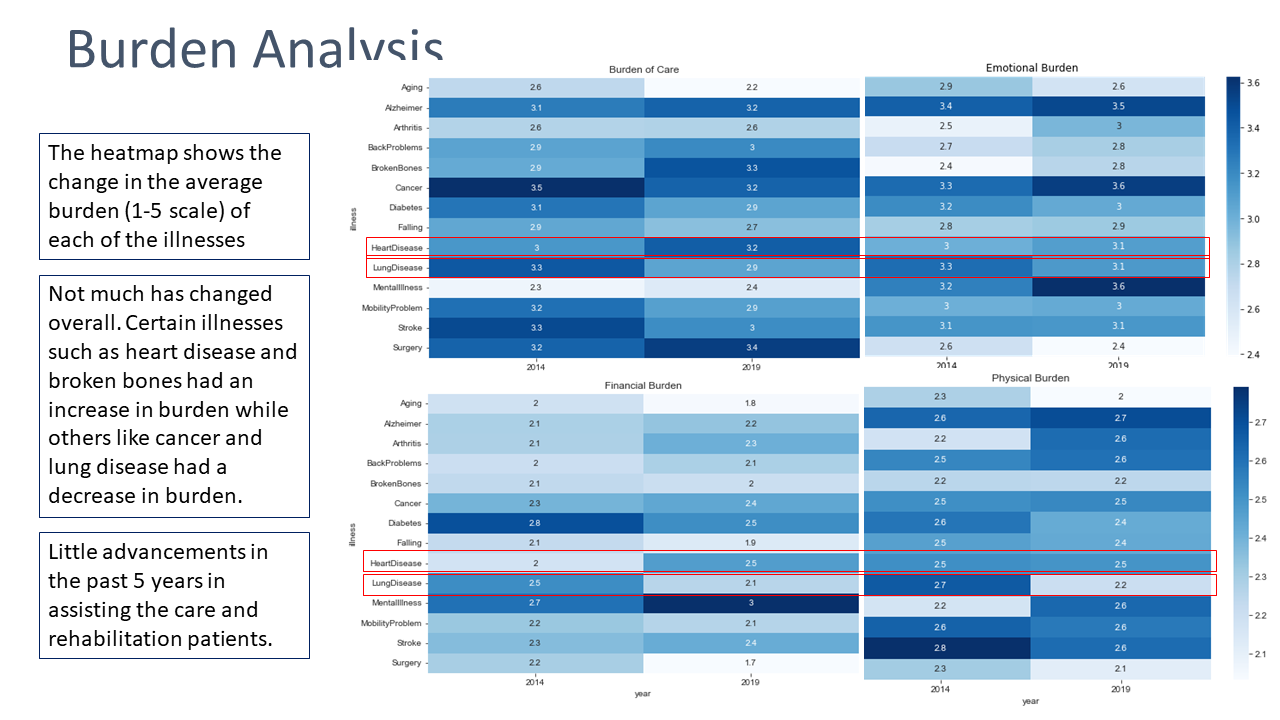 Burden Analysis
The heatmap shows the
change in the average
burden (1-5 scale) of
each of the illnesses
Not much has changed
overall. Certain illnesses
such as heart disease and
broken bones had an
increase in burden while
others like cancer and
lung disease had a
decrease in burden.
Little advancements in
the past 5 years in
assisting the care and
rehabilitation patients.
Burden of Care
illness
Aging 2.6 2.2
Alzheimer 3.1 3.2
Arthritis 2.6 2.6
BackProblems 2.9 3
BrokenBones 2.9 3.3
Cancer 3.5 3.2
Diabetes 3.1 2.9
Falling 2.9 2.7
HeartDisease 3 3.2
LungDisease 3.3 2.9
MentalIllness 2.3 2.4
MobilityProblem 3.2 2.9
Stroke 3.3 3
Surgery 3.2 3.4
2014 2019
Emotional Burden
2.9 2.6
3.4 3.5
2.5 3
2.7 2.8
2.4 2.8
3.3 3.6
3.2 3
2.8 2.9
3 3.1
3.3 3.1
3.2 3.6
3 3
3.1 3.1
2.6 2.4
2014 2019
3.6
3.4
3.2
3.0
2.8
2.6
2.4
Financial Burden
illness
Aging 2 1.8
Alzheimer 2.1 2.2
Arthritis 2.1 2.3
BackProblems 2 2.1
BrokenBones 2.1 2
Cancer 2.3 2.4
Diabetes 2.8 2.5
Falling 2.1 1.9
HeartDisease 2 2.5
LungDisease 2.5 2.1
MentalIllness 2.7 3
MobilityProblem 2.2 2.1
Stroke 2.3 2.4
Surgery 2.2 1.7
2014 2019
year
Physical Burden
2.3 2
2.6 2.7
2.2 2.6
2.5 2.6
2.2 2.2
2.5 2.5
2.6 2.4
2.5 2.4
2.5 2.5
2.7 2.2
2.2 2.6
2.6 2.6
2.8 2.6
2.3 2.1
2014 2019
year
2.7
2.6
2.5
2.4
2.3
2.2
2.1